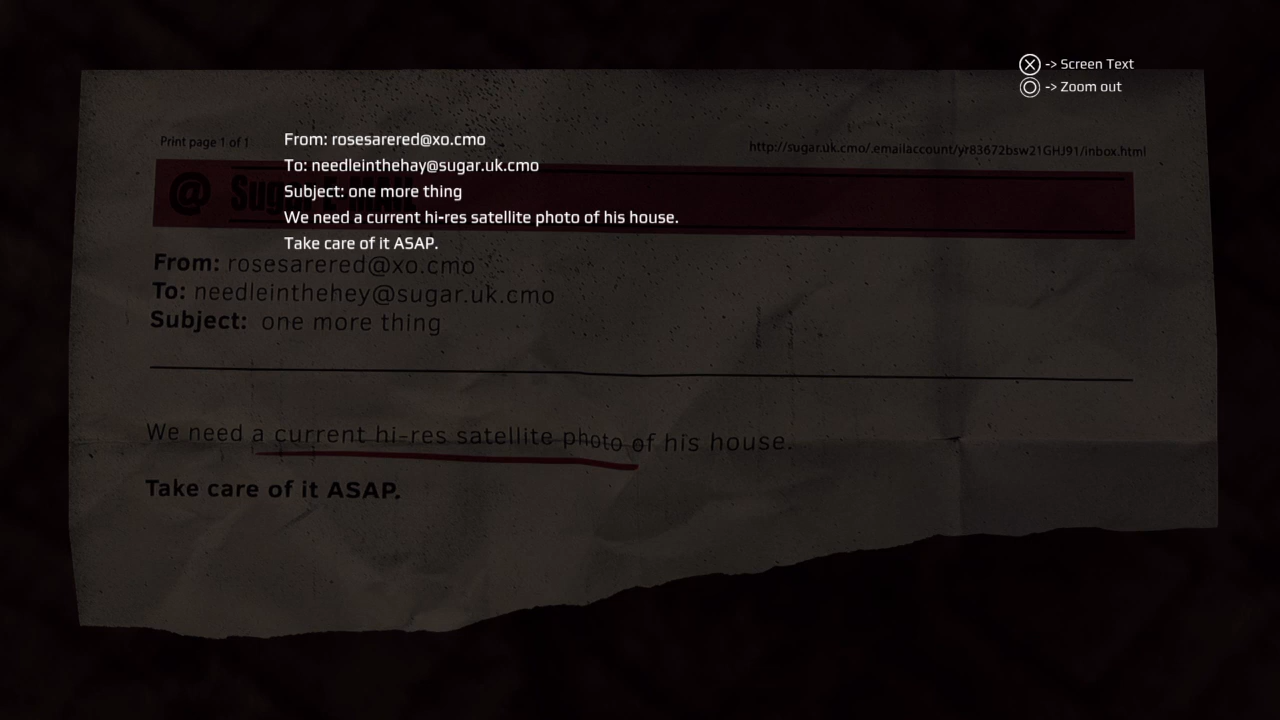 -> Screen Text
-> Zoom out
Print page 1 of 1
http://sugar.uk.cmo/.emailaccount/yr83672bsw21GHJ91/inbox.html
From: rosesarered@xo.cmo
To: needleinthehay@sugar.uk.cmo
Subject: one more thing
We need a current hi-res satellite photo of his house.
Take care of it ASAP.
@ Sugar
From: rosesarered@xo.cmo
To: needleinthehey@sugar.uk.cmo
Subject: one more thing
We need a current hi-res satellite photo of his house.
Take care of it ASAP.